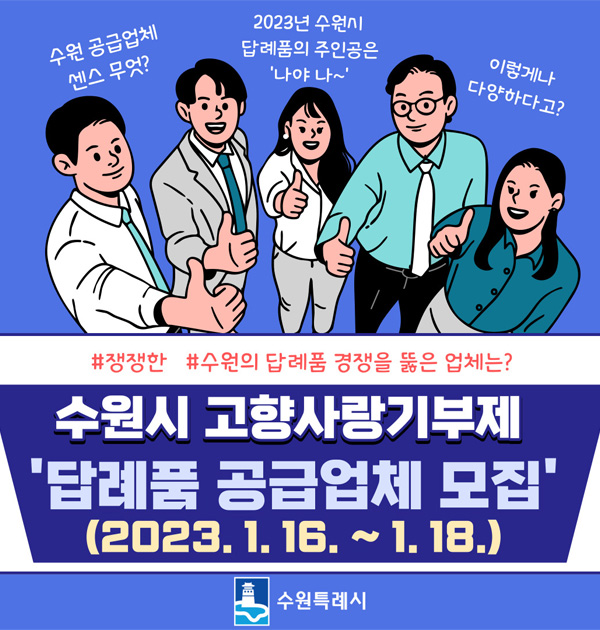 수원 공급업체
센스 무엇?
2023년 수원시
답례품의 주인공은
'나야 나~'
이렇게나
다양하다고?
#쟁쟁한 #수원의 답례품 경쟁을 뚫은 업체는?
수원시 고향사랑기부제
'답례품 공급업체 모집'
(2023. 1. 16. ~ 1. 18.)
수원특례시